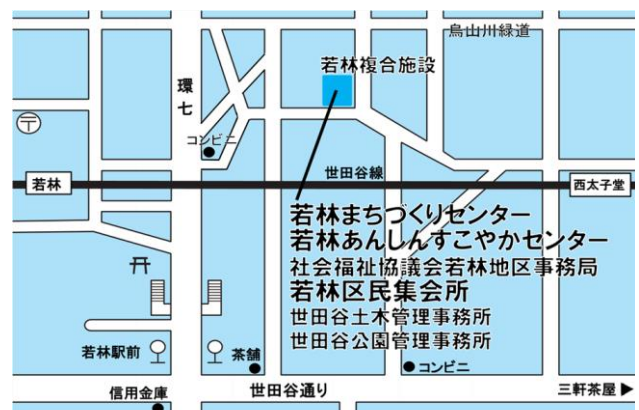 烏山川緑道
若林複合施設
環七
〒
コンビニ
世田谷線
若林
西太子堂
若林まちづくりセンター
若林あんしんすこやかセンター
社会福祉協議会若林地区事務局
若林区民集会所
世田谷土木管理事務所
世田谷公園管理事務所
若林駅前
茶舗
コンビニ
信用金庫
世田谷通り
三軒茶屋▶